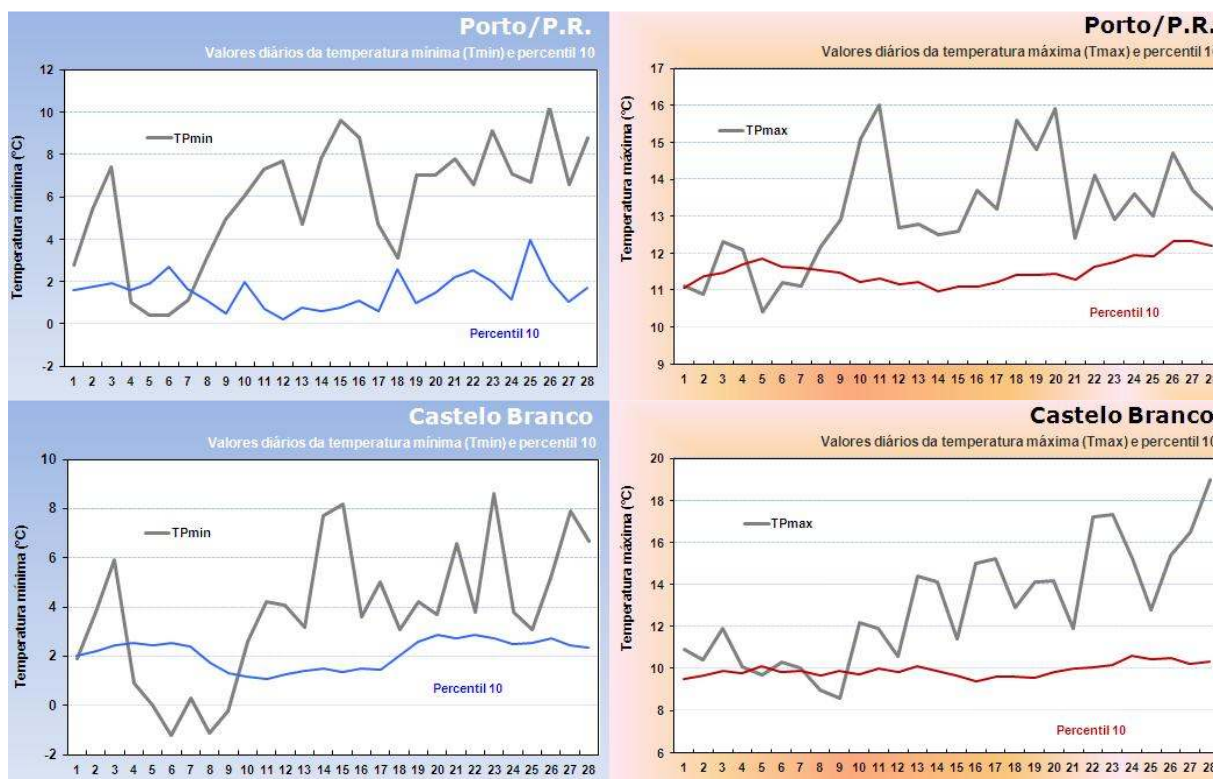 Porto/P.R.
Valores diários da temperatura mínima (Tmin) e percentil 10
Temperatura mínima (°C)
12
10
8
6
4
2
0
-2
TPmin
Percentil 10
1 2 3 4 5 6 7 8 9 10 11 12 13 14 15 16 17 18 19 20 21 22 23 24 25 26 27 28
Porto/P.R.
Valores diários da temperatura máxima (Tmax) e percentil 10
Temperatura máxima (°C)
17
16
15
14
13
12
11
10
9
TPmax
Percentil 10
1 2 3 4 5 6 7 8 9 10 11 12 13 14 15 16 17 18 19 20 21 22 23 24 25 26 27 28
Castelo Branco
Valores diários da temperatura mínima (Tmin) e percentil 10
Temperatura mínima (°C)
10
8
6
4
2
0
-2
TPmin
Percentil 10
1 2 3 4 5 6 7 8 9 10 11 12 13 14 15 16 17 18 19 20 21 22 23 24 25 26 27 28
Castelo Branco
Valores diários da temperatura máxima (Tmax) e percentil 10
Temperatura máxima (°C)
20
18
16
14
12
10
8
6
TPmax
Percentil 10
1 2 3 4 5 6 7 8 9 10 11 12 13 14 15 16 17 18 19 20 21 22 23 24 25 26 27 28